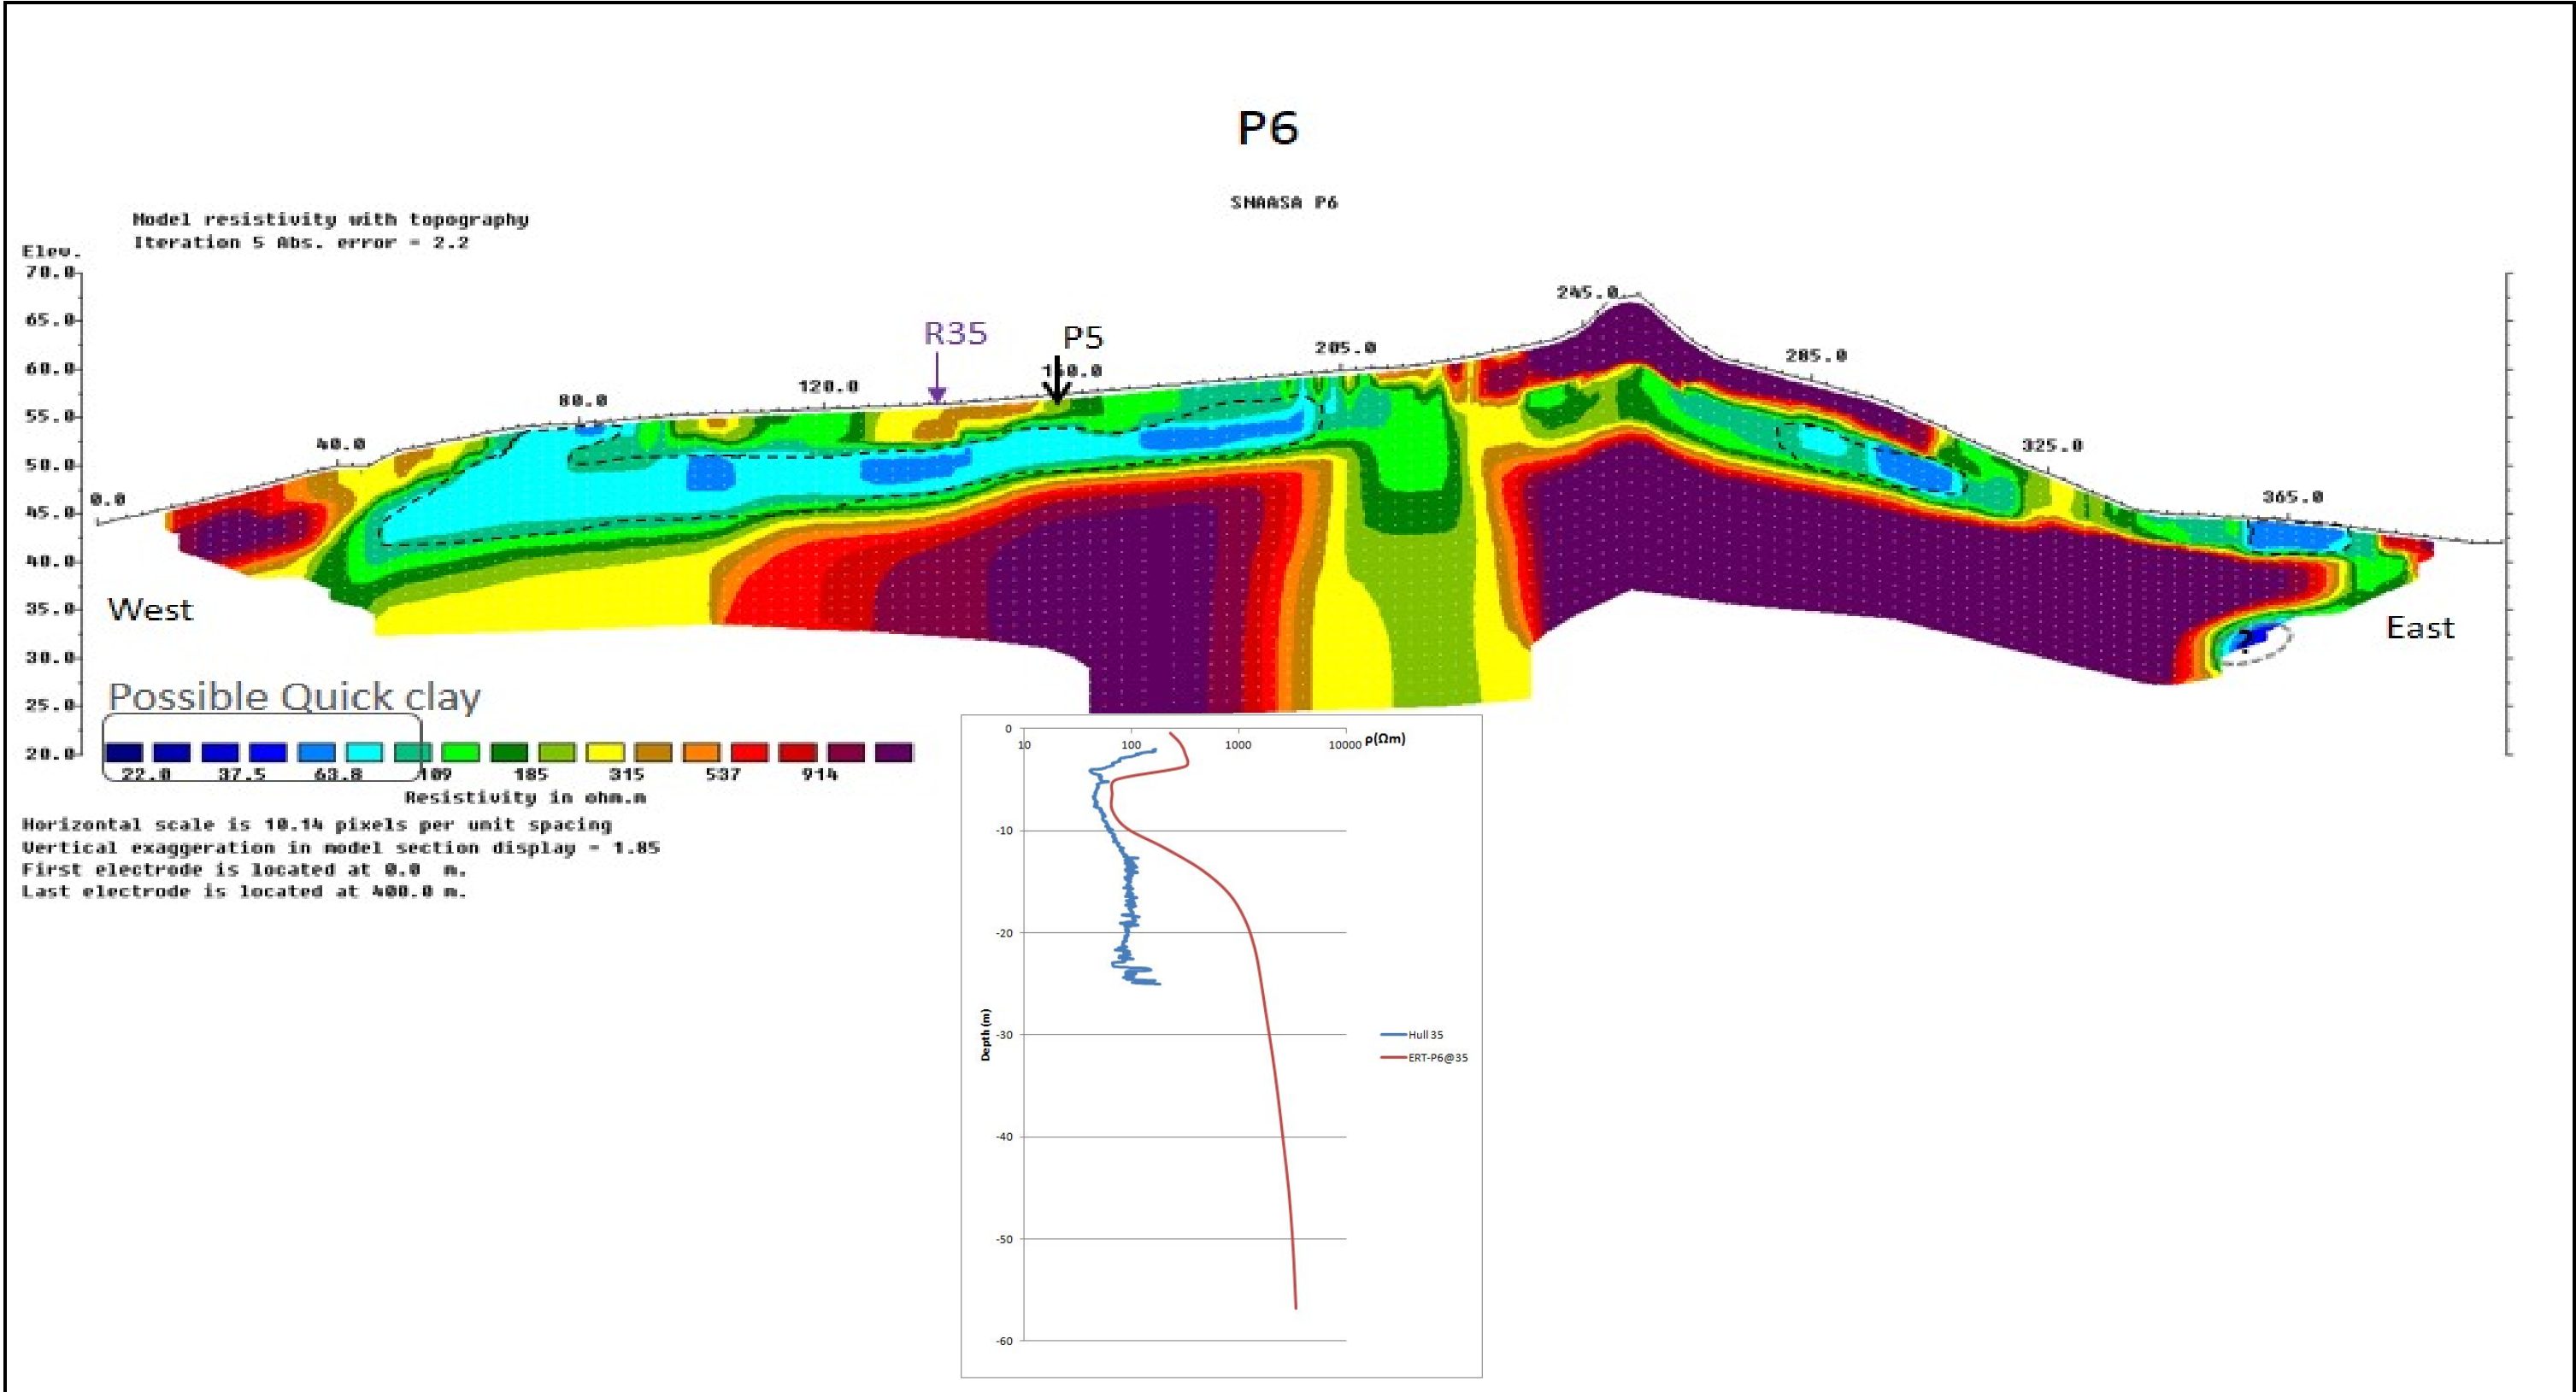 P6
SNAASA P6
Model resistivity with topography
Iteration 5 Abs. error = 2.2
Elev.
70.0
65.0
60.0
55.0
50.0
45.0
40.0
35.0
30.0
25.0
20.0
0.0
40.0
80.0
120.0
R35
P5
160.0
205.0
245.0
285.0
325.0
365.0
West
East
?
Possible Quick clay
22.0 37.5 63.8 109 185 315 537 914
Resistivity in ohm.m
Horizontal scale is 10.14 pixels per unit spacing
Vertical exaggeration in model section display = 1.85
First electrode is located at 0.0 m.
Last electrode is located at 400.0 m.
0
10 100 1000 10000 ρ(Ωm)
-10
-20
-30
-40
-50
-60
Depth (m)
Hull 35
ERT-P6@35